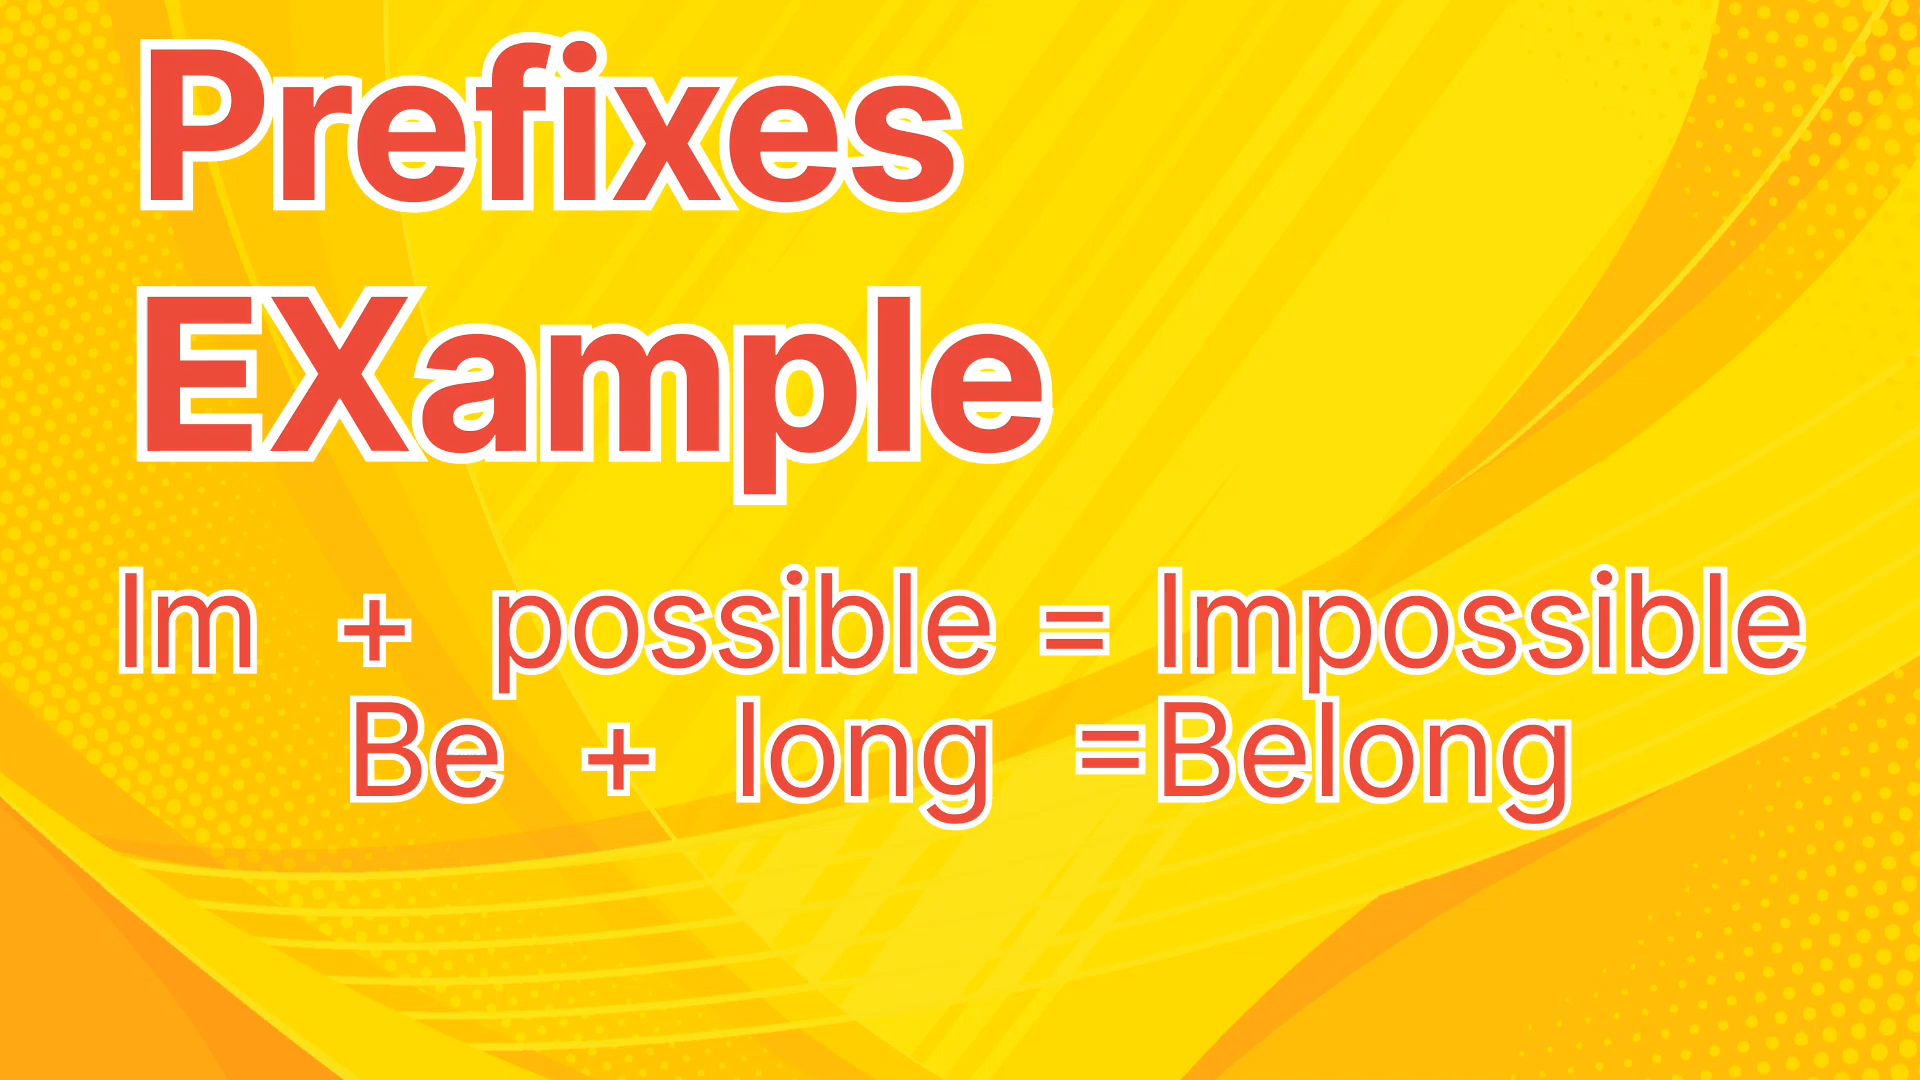 Prefixes
EXample
Im + possible = Impossible
Be + long =Belong